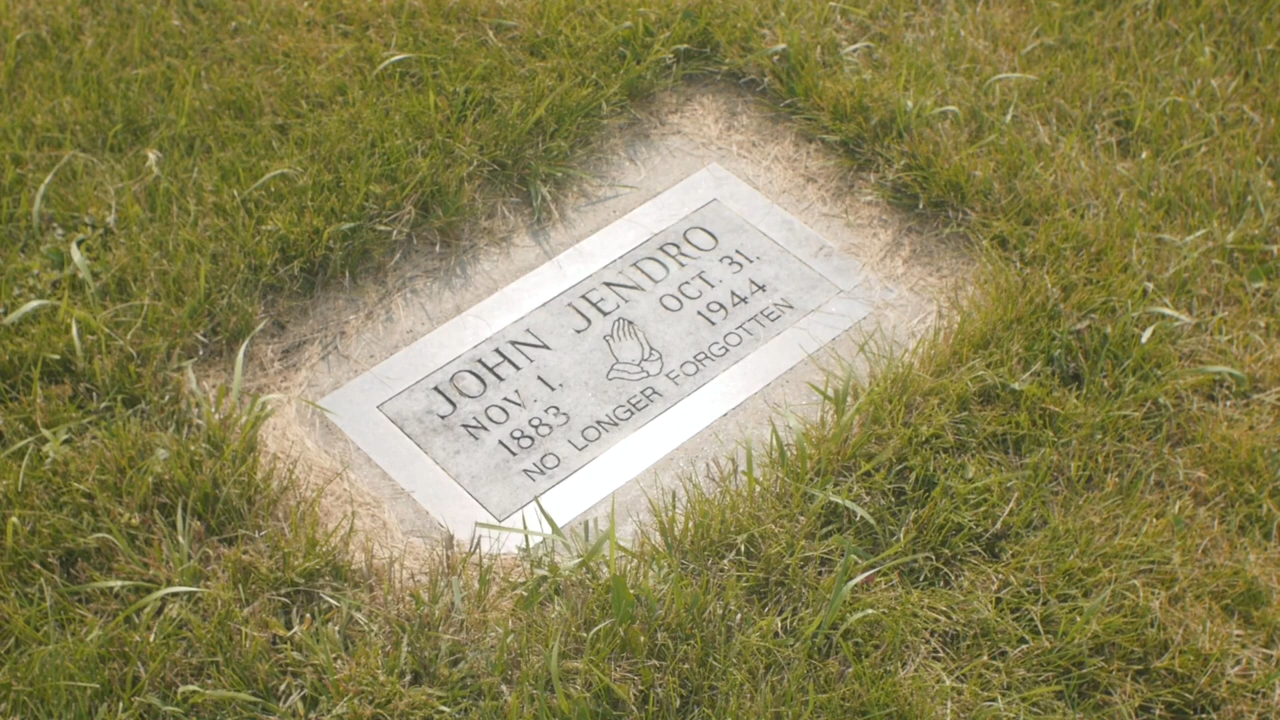 JOHN JENDRO
NOV. 1, OCT. 31,
1883 1944
NO LONGER FORGOTTEN